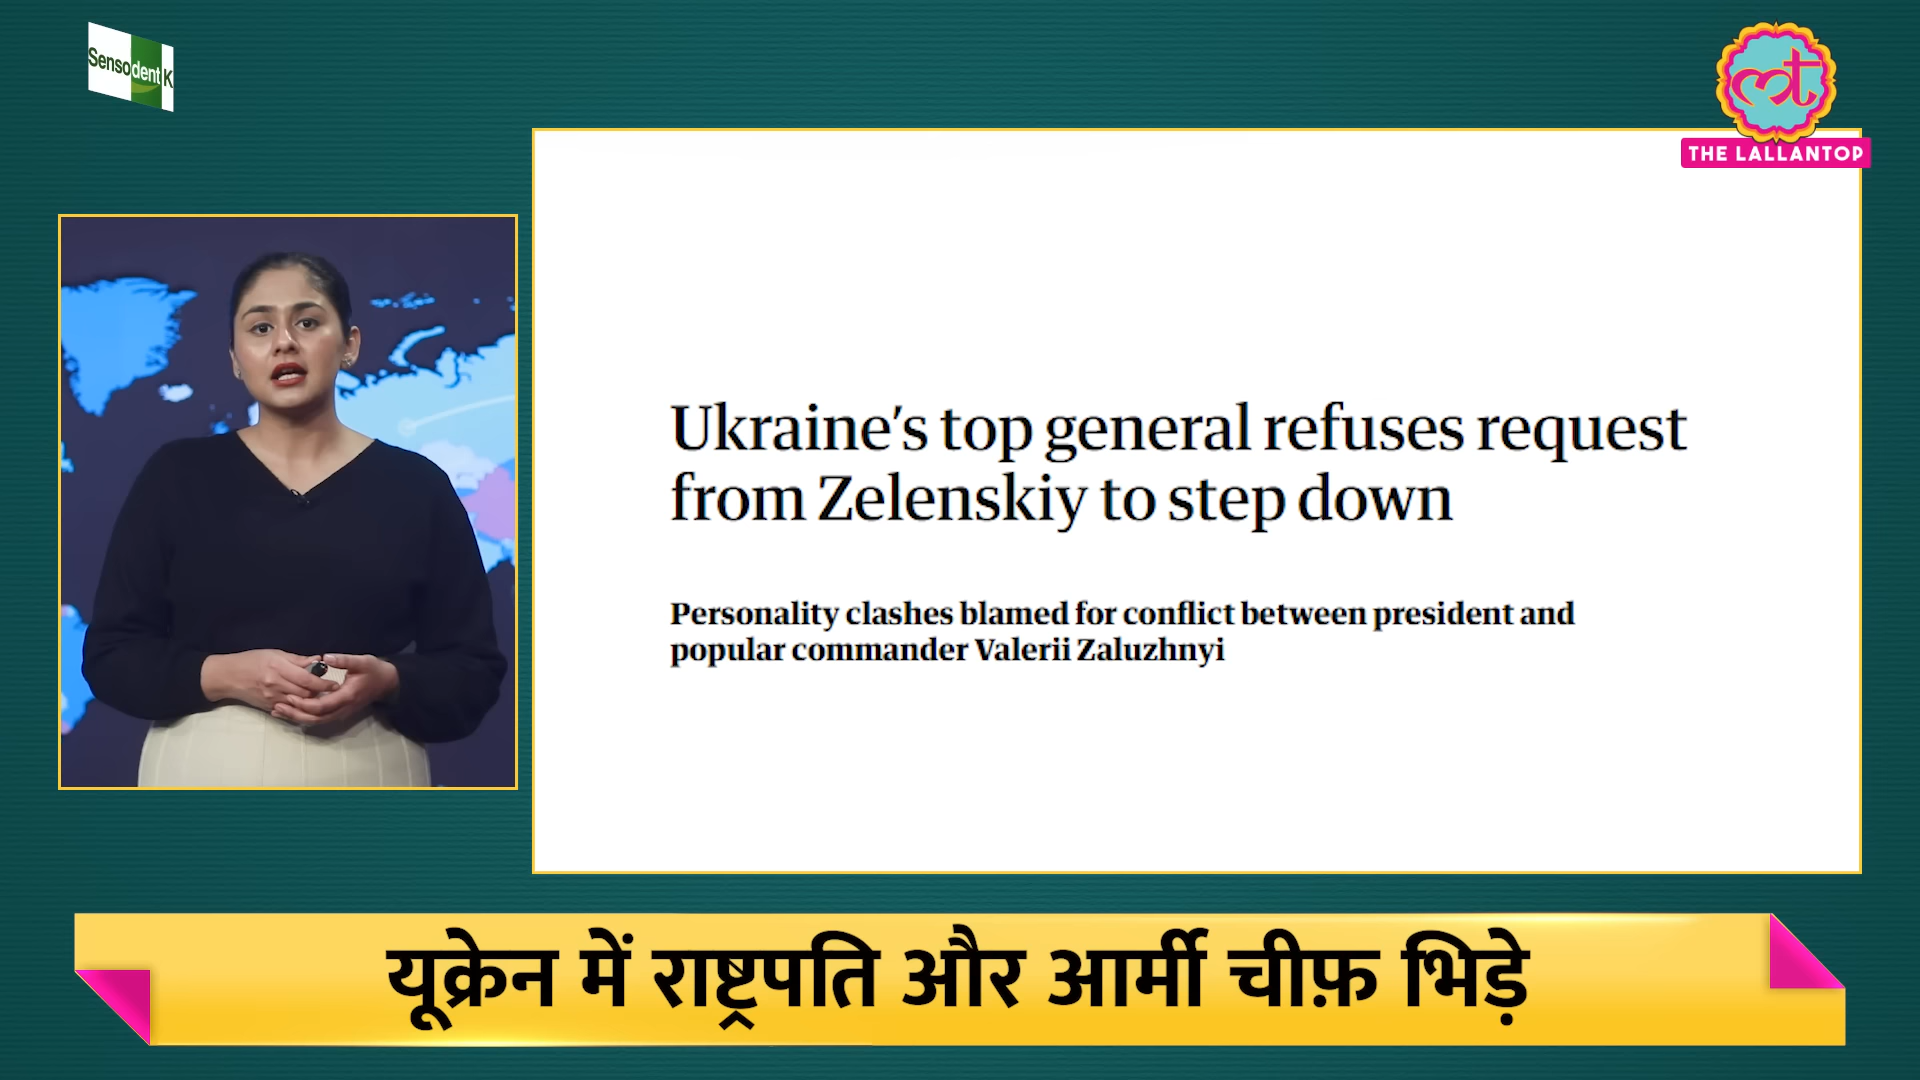 Sensodent K
THE LALLANTOP
Ukraine’s top general refuses request
from Zelenskiy to step down
Personality clashes blamed for conflict between president and
popular commander Valerii Zaluzhnyi
यूक्रेन में राष्ट्रपति और आर्मी चीफ़ भिड़े